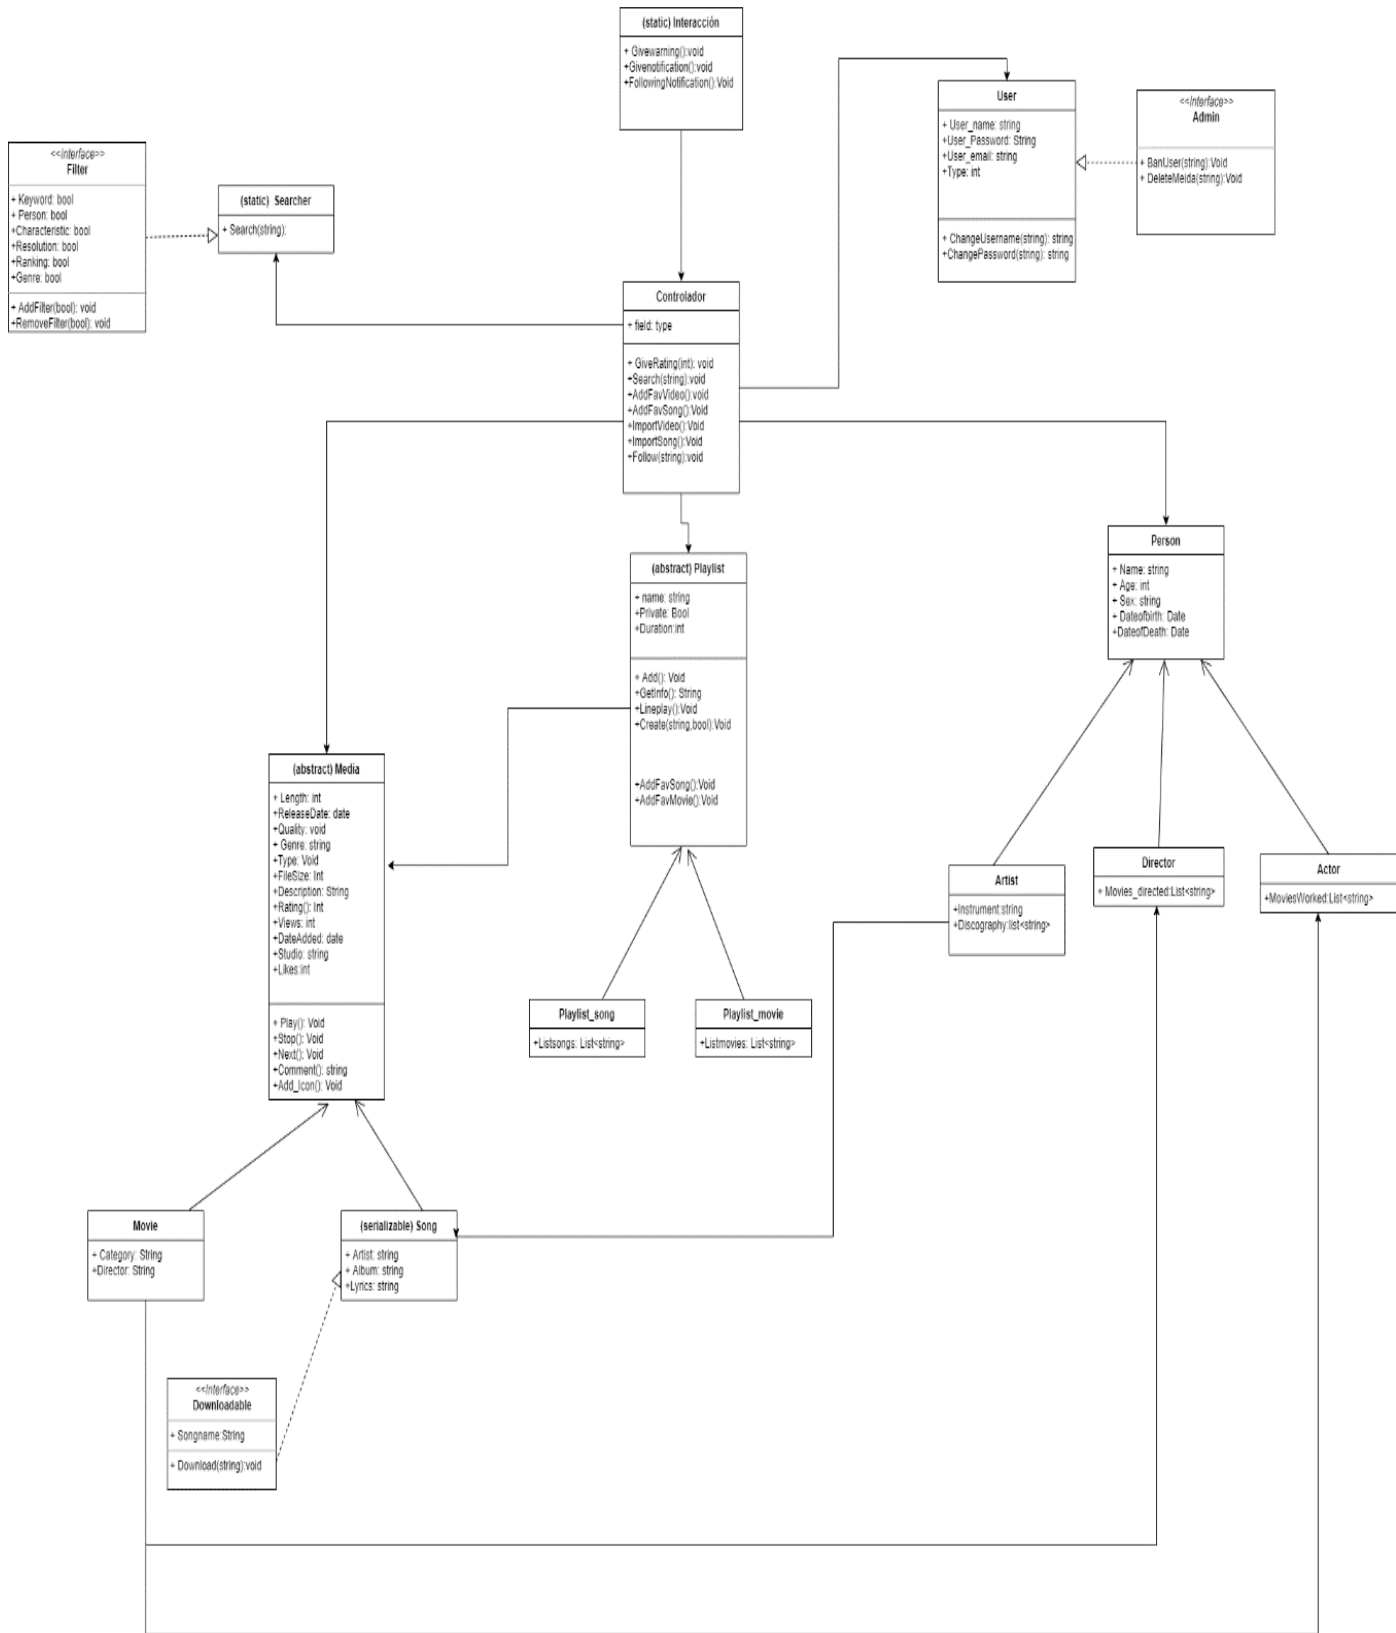 (static) Interacción
+ Givewarning():void
+Givenotification():void
+FollowingNotification():Void
User
+ User_name: string
+User_Password: String
+User_email: string
+Type: int
+ ChangeUsername(string): string
+ChangePassword(string): string
<<Interface>>
Admin
+ BanUser(string):Void
+ DeleteMeida(string):Void
<<Interface>>
Filter
+ Keyword: bool
+ Person: bool
+Characteristic: bool
+Resolution: bool
+Ranking: bool
+Genre: bool
+ AddFilter(bool): void
+RemoveFilter(bool): void
(static) Searcher
+ Search(string):
Controlador
+ field: type
+ GiveRating(int): void
+Search(string):void
+AddFavVideo():void
+AddFavSong():Void
+ImportVideo():Void
+ImportSong():Void
+Follow(string):void
Person
+ Name: string
+ Age: int
+ Sex: string
+ Dateofbirth: Date
+DateofDeath: Date
(abstract) Playlist
+ name: string
+Private: Bool
+Duration:int
+ Add(): Void
+GetInfo(): String
+Lineplay():Void
+Create(string,bool):Void
+AddFavSong():Void
+AddFavMovie():Void
(abstract) Media
+ Length: int
+ReleaseDate: date
+Quality: void
+ Genre: string
+Type: Void
+FileSize: Int
+Description: String
+Rating(): Int
+Views: int
+DateAdded: date
+Studio: string
+Likes:int
+ Play(): Void
+Stop(): Void
+Next(): Void
+Comment(): string
+Add_Icon(): Void
Artist
+Instrument:string
+Discography:list<string>
Director
+ Movies_directed:List<string>
Actor
+MoviesWorked:List<string>
Playlist_song
+Listsongs: List<string>
Playlist_movie
+Listmovies: List<string>
Movie
+ Category: String
+Director: String
(serializable) Song
+ Artist: string
+ Album: string
+Lyrics: string
<<Interface>>
Downloadable
+ Songname:String
+ Download(string):void